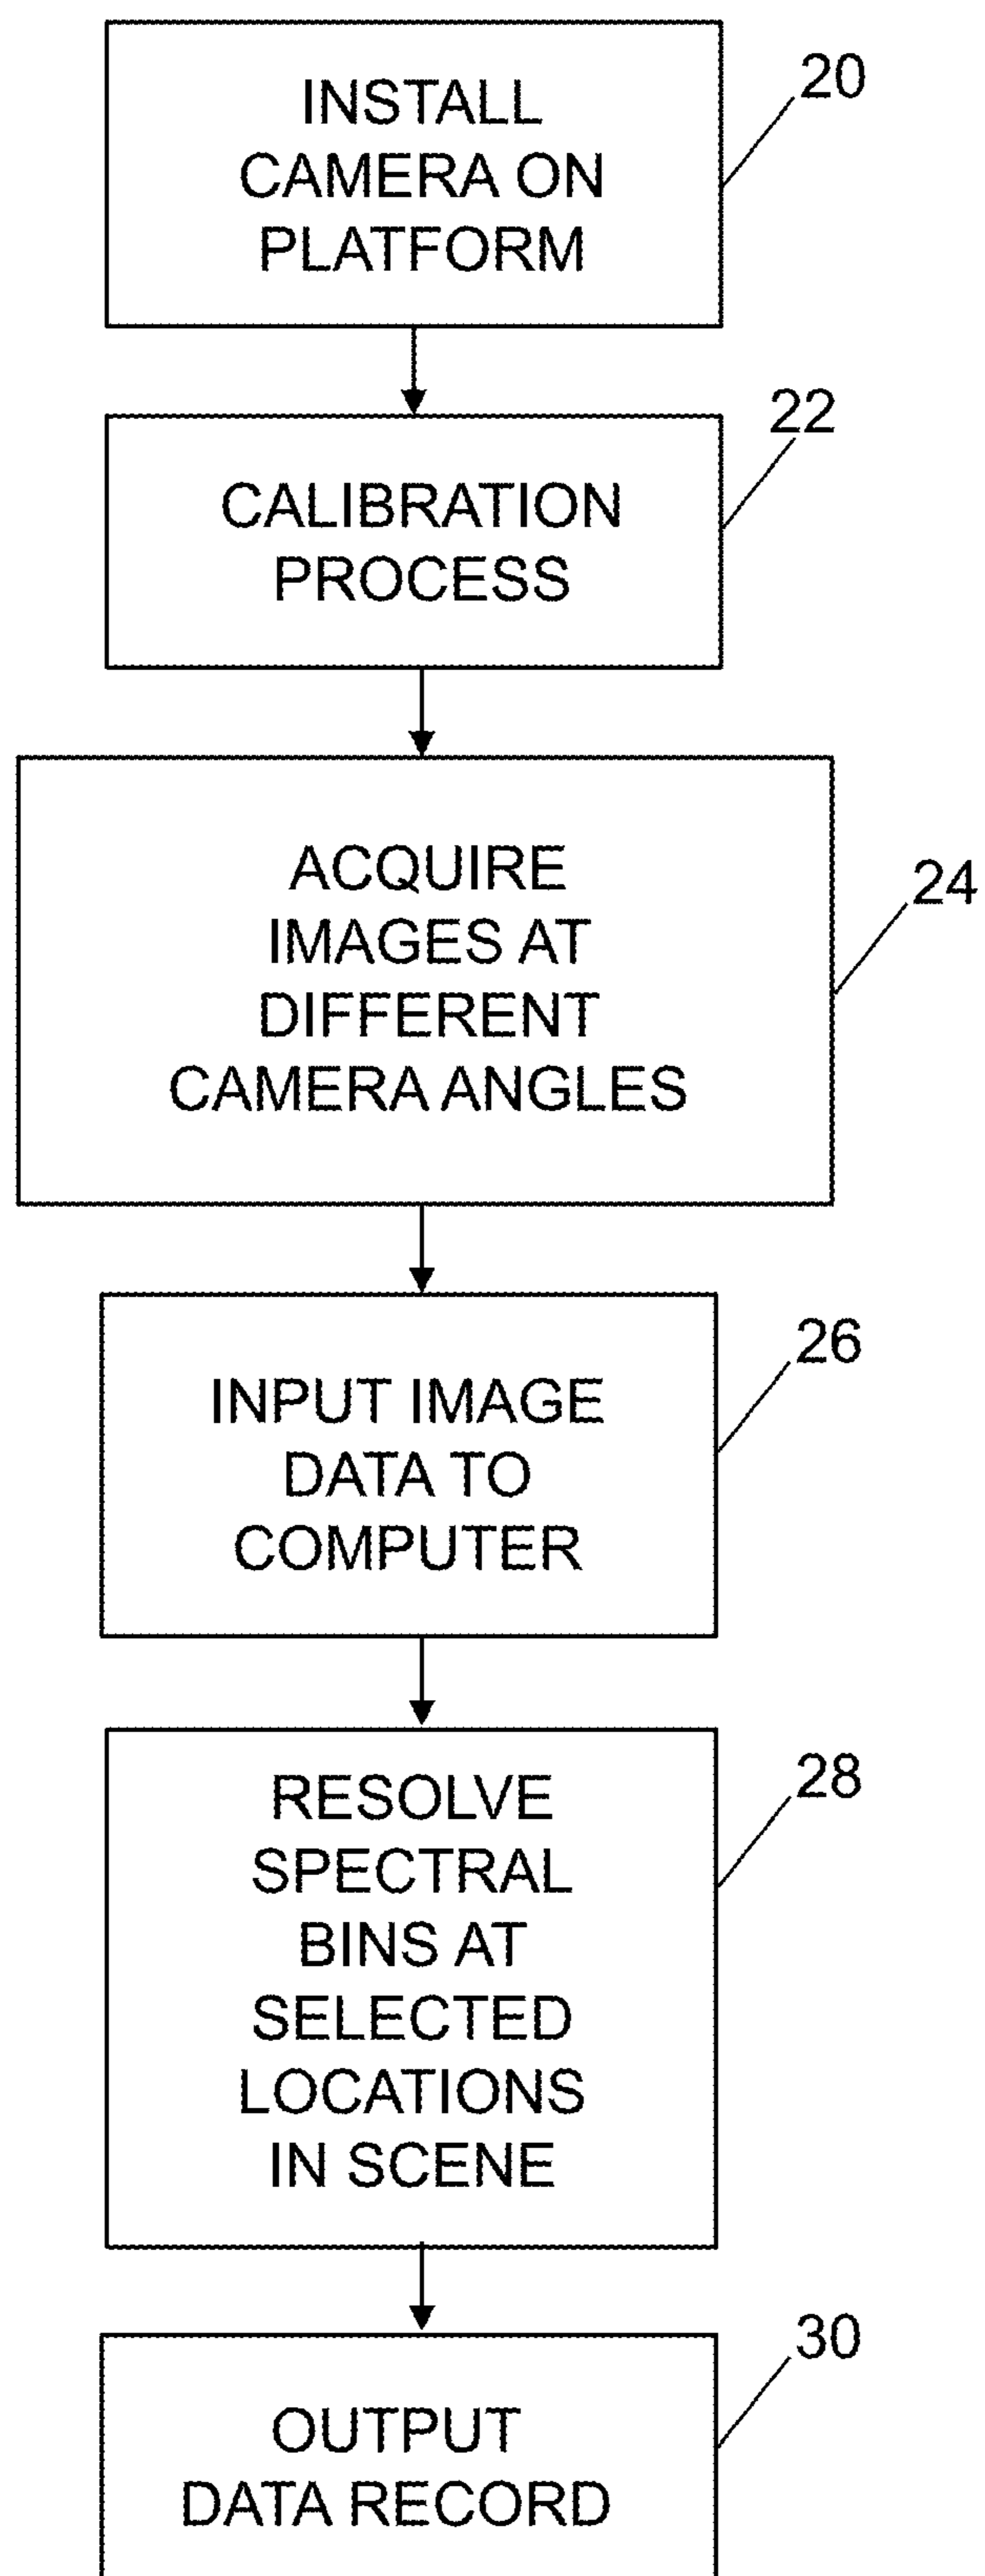 INSTALL
CAMERA ON
PLATFORM
20
CALIBRATION
PROCESS
22
ACQUIRE
IMAGES AT
DIFFERENT
CAMERA ANGLES
24
INPUT IMAGE
DATA TO
COMPUTER
26
RESOLVE
SPECTRAL
BINS AT
SELECTED
LOCATIONS
IN SCENE
28
OUTPUT
DATA RECORD
30